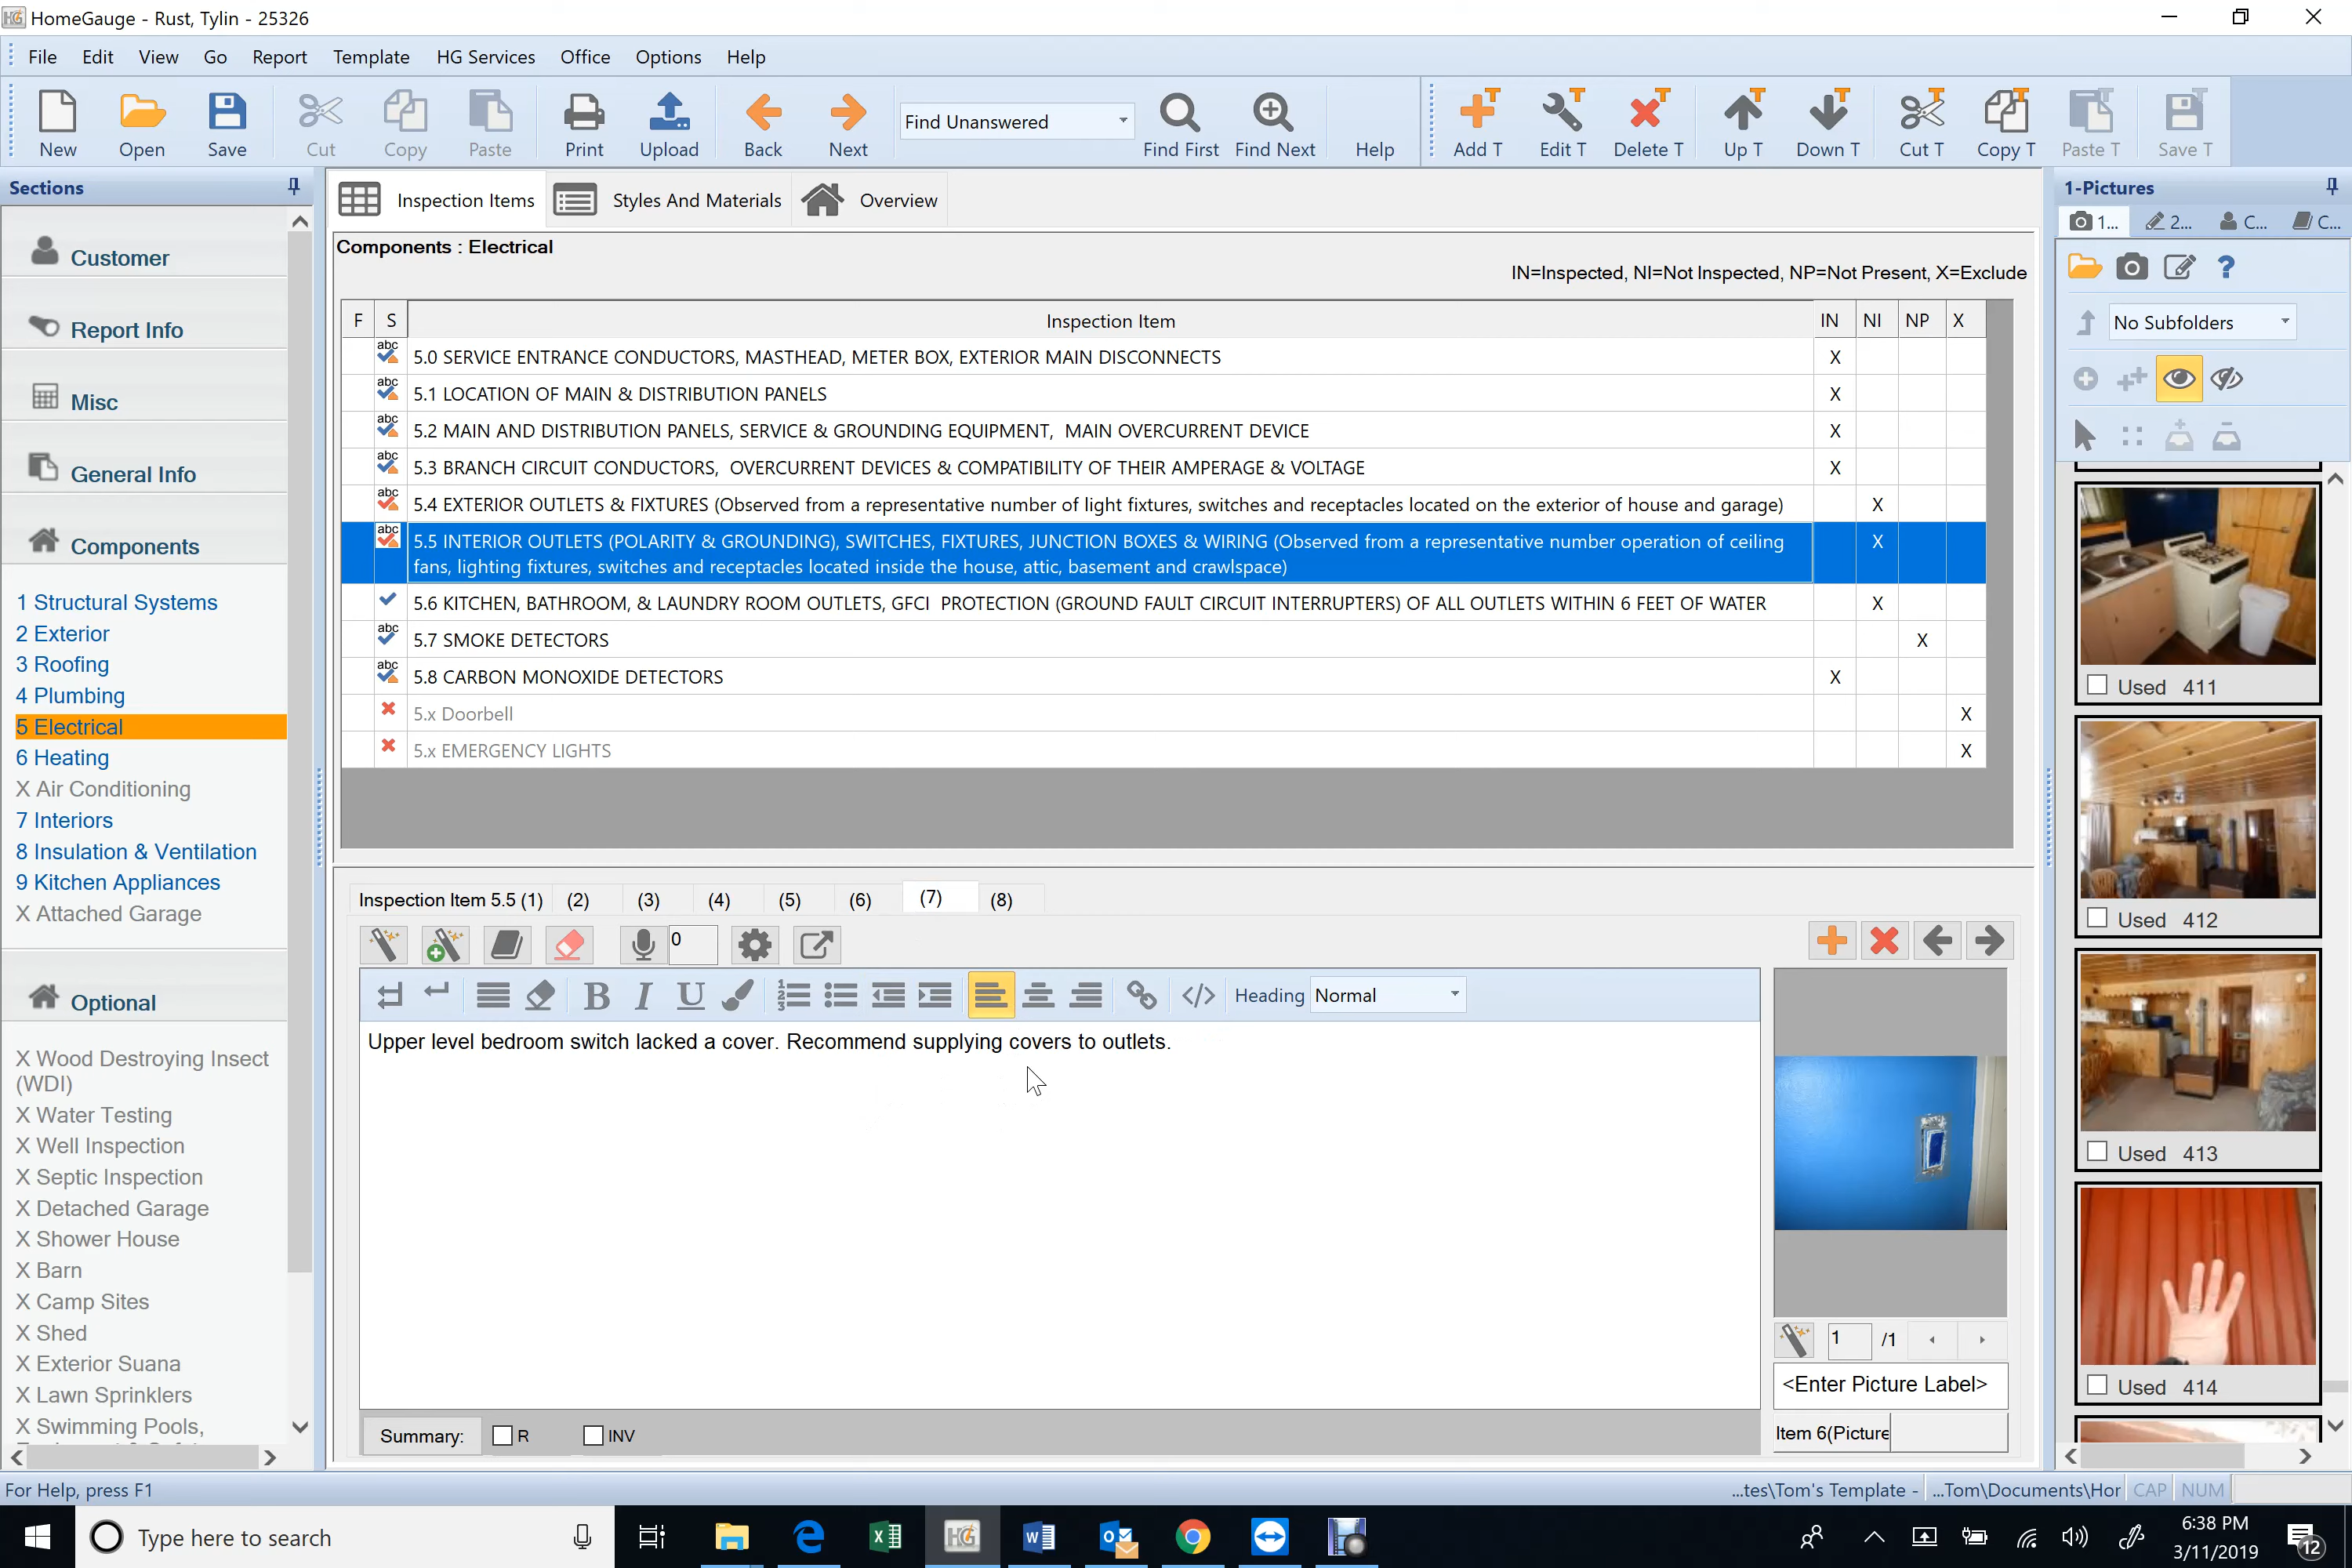 HomeGauge - Rust, Tylin - 25326
File Edit View Go Report Template HG Services Office Options Help
New Open Save Cut Copy Paste Print Upload Back Next Find Unanswered Find First Find Next Help Add T Edit T Delete T Up T Down T Cut T Copy T Paste T Save T
Sections
Customer
Report Info
Misc
General Info
Components
1 Structural Systems
2 Exterior
3 Roofing
4 Plumbing
5 Electrical
6 Heating
X Air Conditioning
7 Interiors
8 Insulation & Ventilation
9 Kitchen Appliances
X Attached Garage
Optional
X Wood Destroying Insect
(WDI)
X Water Testing
X Well Inspection
X Septic Inspection
X Detached Garage
X Shower House
X Barn
X Camp Sites
X Shed
X Exterior Suana
X Lawn Sprinklers
X Swimming Pools,
Inspection Items Styles And Materials Overview
Components : Electrical
IN=Inspected, NI=Not Inspected, NP=Not Present, X=Exclude
F S Inspection Item IN NI NP X
abc 5.0 SERVICE ENTRANCE CONDUCTORS, MASTHEAD, METER BOX, EXTERIOR MAIN DISCONNECTS X
abc 5.1 LOCATION OF MAIN & DISTRIBUTION PANELS X
abc 5.2 MAIN AND DISTRIBUTION PANELS, SERVICE & GROUNDING EQUIPMENT, MAIN OVERCURRENT DEVICE X
abc 5.3 BRANCH CIRCUIT CONDUCTORS, OVERCURRENT DEVICES & COMPATIBILITY OF THEIR AMPERAGE & VOLTAGE X
abc 5.4 EXTERIOR OUTLETS & FIXTURES (Observed from a representative number of light fixtures, switches and receptacles located on the exterior of house and garage) X
abc 5.5 INTERIOR OUTLETS (POLARITY & GROUNDING), SWITCHES, FIXTURES, JUNCTION BOXES & WIRING (Observed from a representative number operation of ceiling X
fans, lighting fixtures, switches and receptacles located inside the house, attic, basement and crawlspace)
5.6 KITCHEN, BATHROOM, & LAUNDRY ROOM OUTLETS, GFCI PROTECTION (GROUND FAULT CIRCUIT INTERRUPTERS) OF ALL OUTLETS WITHIN 6 FEET OF WATER X
abc 5.7 SMOKE DETECTORS X
abc 5.8 CARBON MONOXIDE DETECTORS X
5.x Doorbell X
5.x EMERGENCY LIGHTS X
Inspection Item 5.5 (1) (2) (3) (4) (5) (6) (7) (8)
0
B I U </> Heading Normal
Upper level bedroom switch lacked a cover. Recommend supplying covers to outlets.
1 /1
<Enter Picture Label>
Item 6(Picture
Summary: R INV
1-Pictures
1... 2... C... C...
?
No Subfolders
Used 411
Used 412
Used 413
Used 414
For Help, press F1 ...tes\Tom's Template - ...Tom\Documents\Hor CAP NUM
Type here to search
6:38 PM
3/11/2019
12